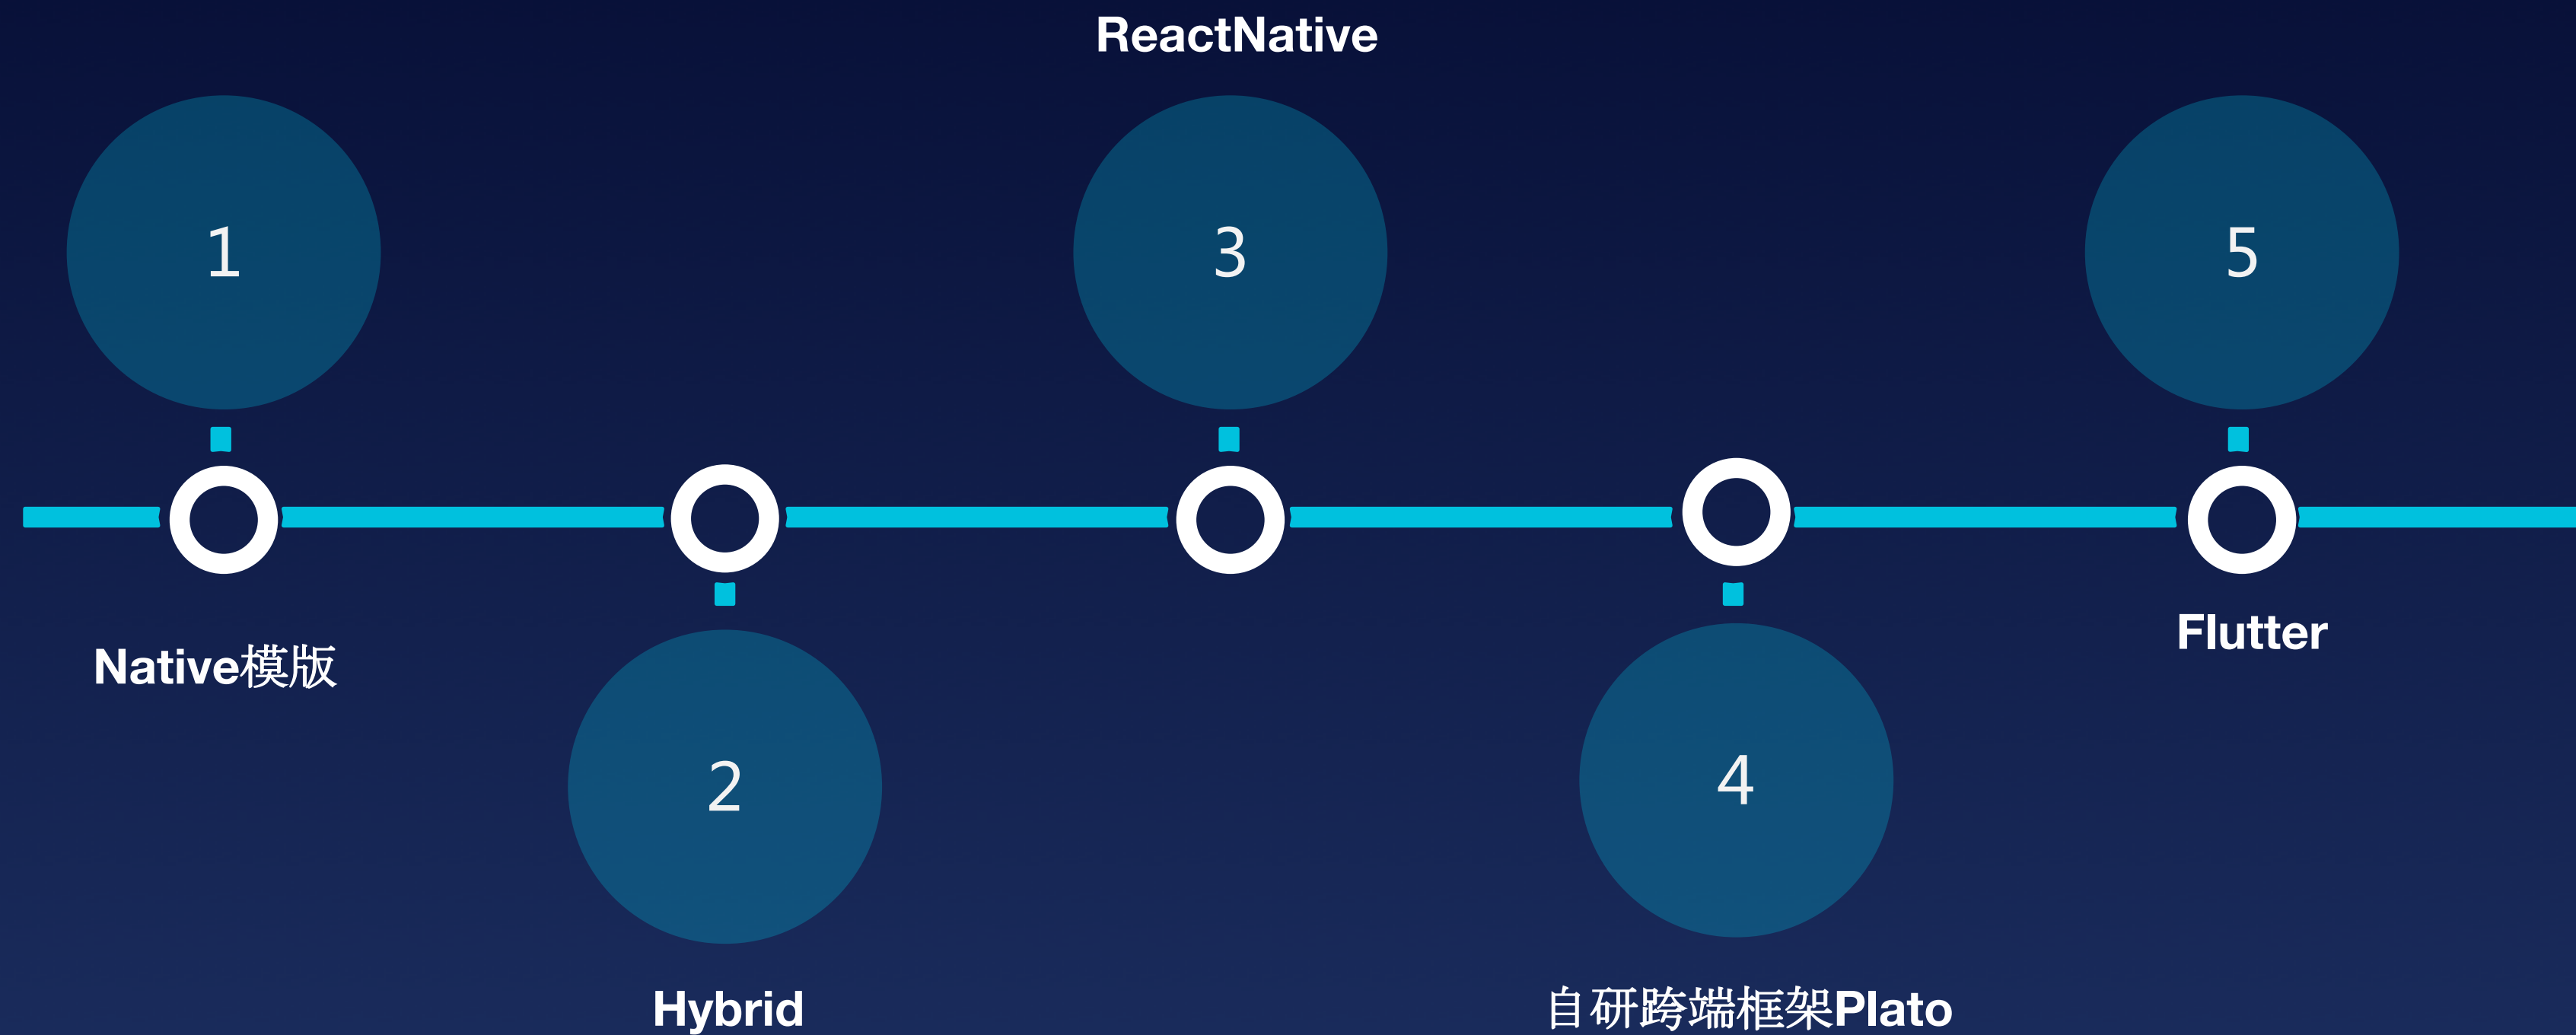 ReactNative
1
3
5
Native模版
Flutter
2
4
Hybrid
自研跨端框架Plato